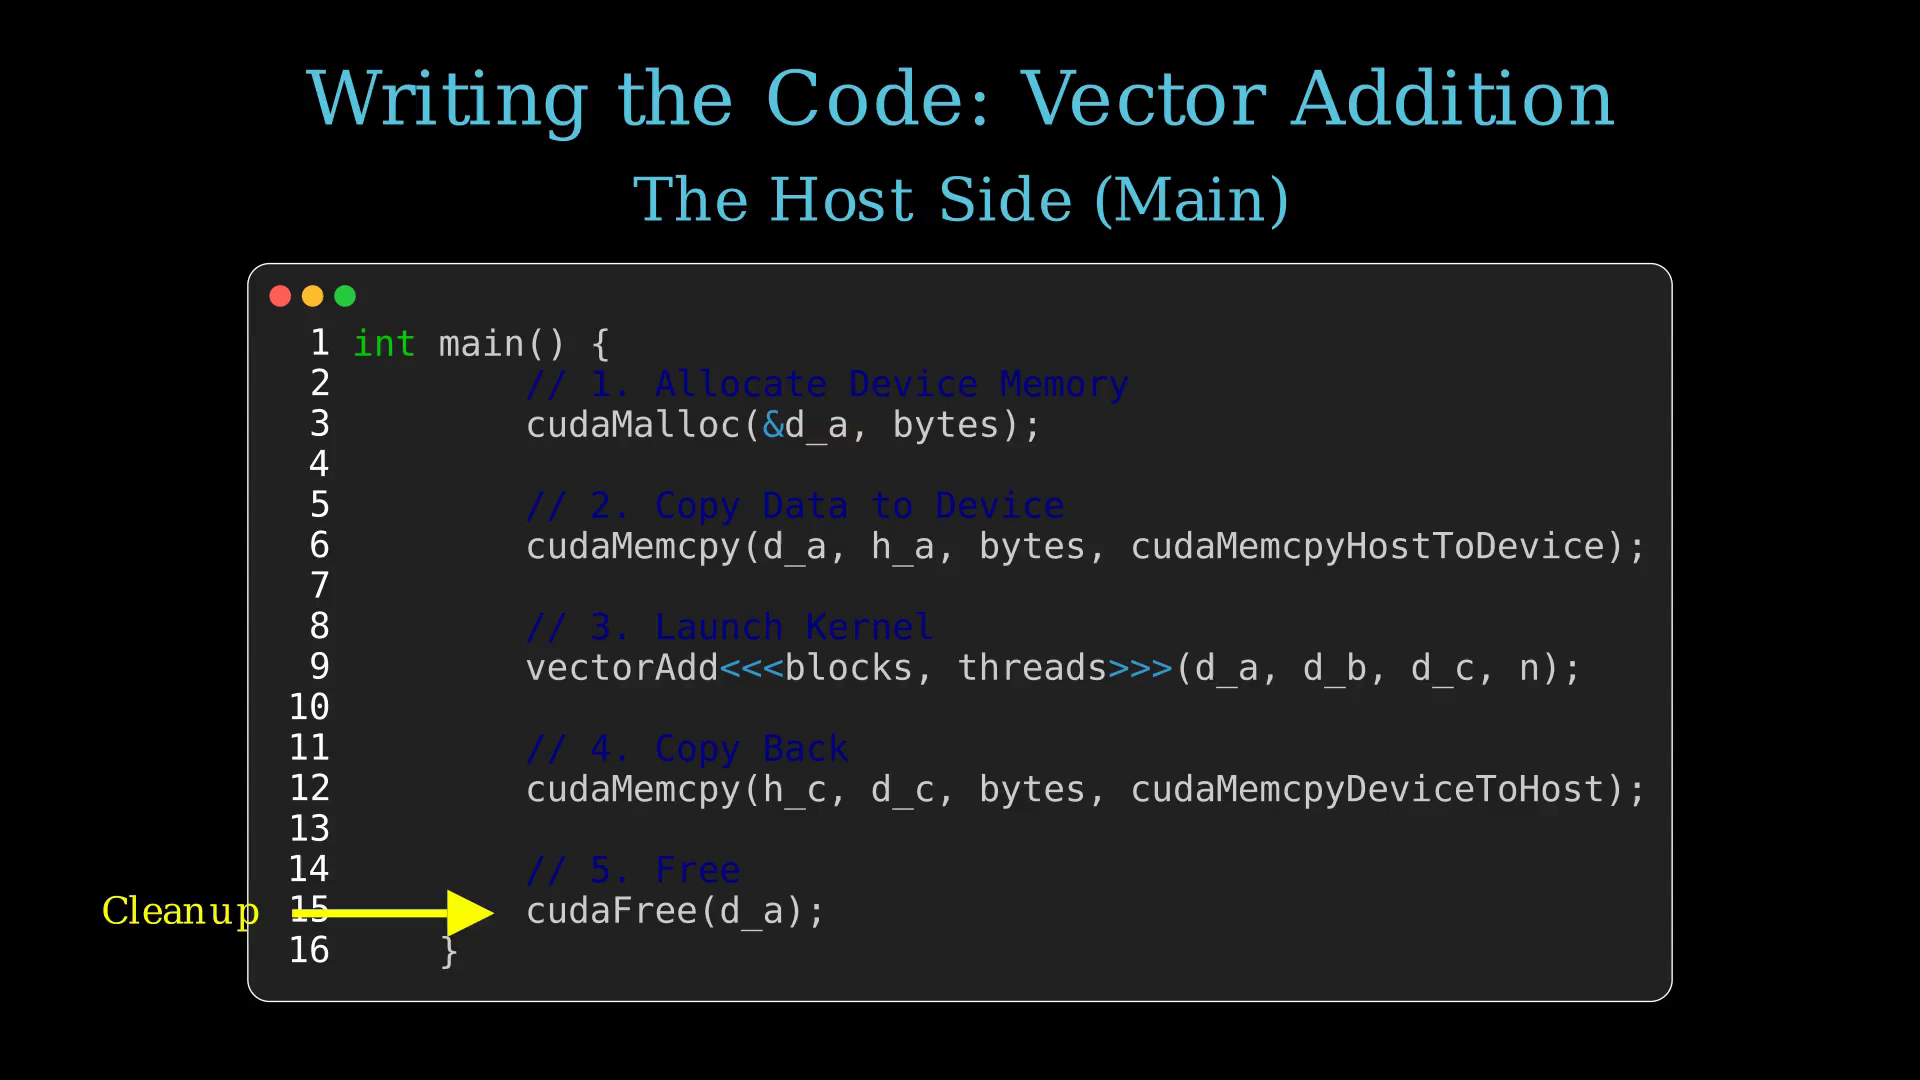 Writing the Code: Vector Addition
The Host Side (Main)
1 int main() {
2 // 1. Allocate Device Memory
3 cudaMalloc(&d_a, bytes);
4
5 // 2. Copy Data to Device
6 cudaMemcpy(d_a, h_a, bytes, cudaMemcpyHostToDevice);
7
8 // 3. Launch Kernel
9 vectorAdd<<<blocks, threads>>>(d_a, d_b, d_c, n);
10
11 // 4. Copy Back
12 cudaMemcpy(h_c, d_c, bytes, cudaMemcpyDeviceToHost);
13
14 // 5. Free
Cleanup 15 cudaFree(d_a);
16 }